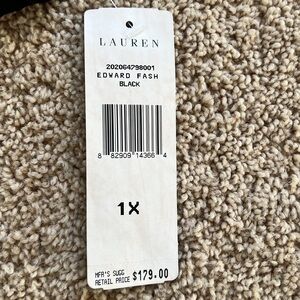 LAUREN
202064798001
EDWARD FASH
BLACK
8 82909 14366 4
1X
MFR'S SUGG
RETAIL PRICE $179.00